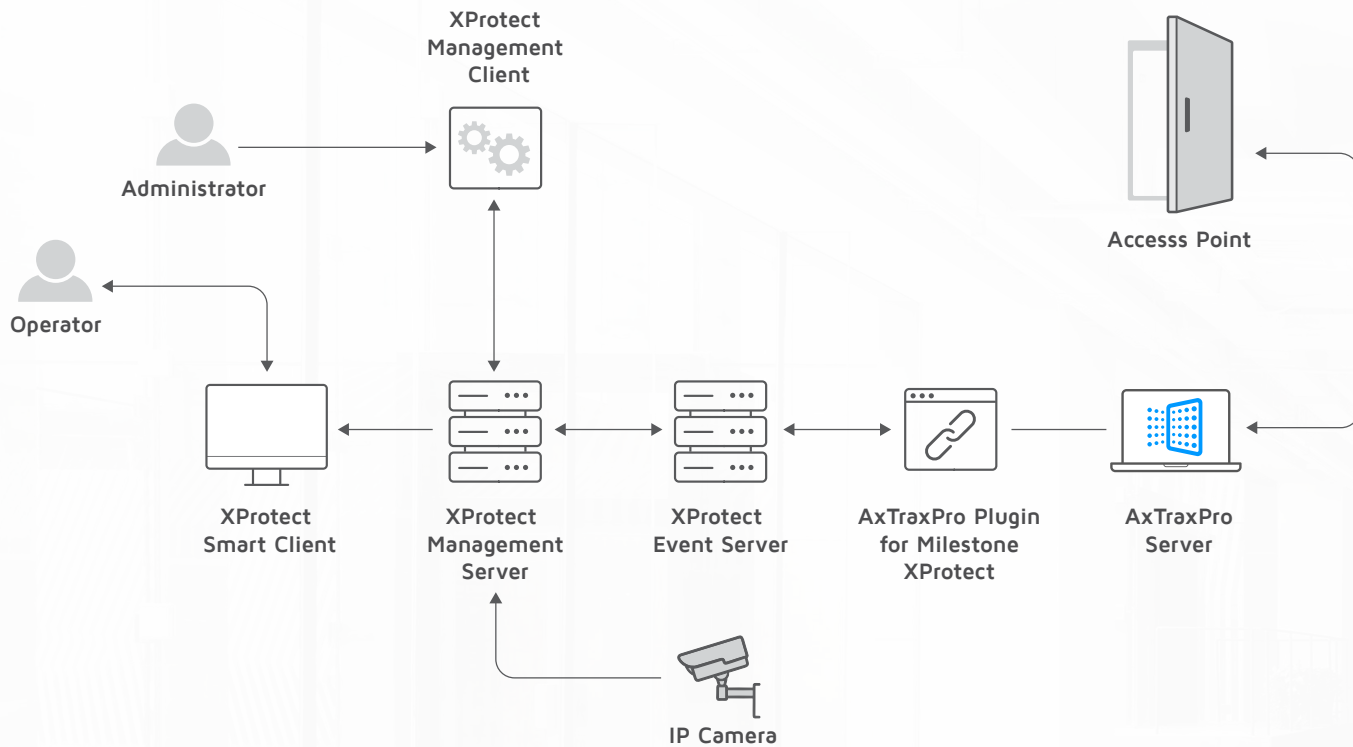 XProtect
Management
Client
Administrator
Accesss Point
Operator
XProtect
Smart Client
XProtect
Management
Server
XProtect
Event Server
AxTraxPro Plugin
for Milestone
XProtect
AxTraxPro
Server
IP Camera